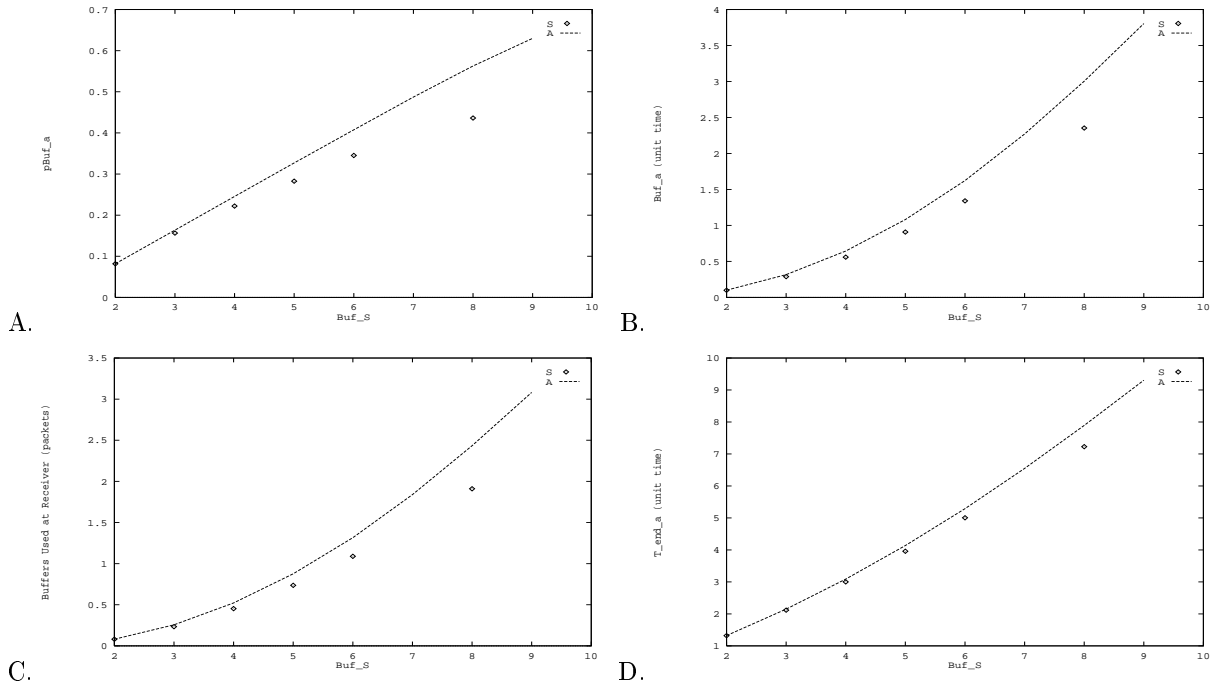 0.7
0.6
0.5
0.4
0.3
0.2
0.1
0
pBuf_a
S
A
2 3 4 5 6 7 8 9 10
Buf_S
A.
4
3.5
3
2.5
2
1.5
1
0.5
0
Buf_a (unit time)
S
A
2 3 4 5 6 7 8 9 10
Buf_S
B.
3.5
3
2.5
2
1.5
1
0.5
0
Buffers Used at Receiver (packets)
S
A
2 3 4 5 6 7 8 9 10
Buf_S
C.
10
9
8
7
6
5
4
3
2
1
T_end_a (unit time)
S
A
2 3 4 5 6 7 8 9 10
Buf_S
D.